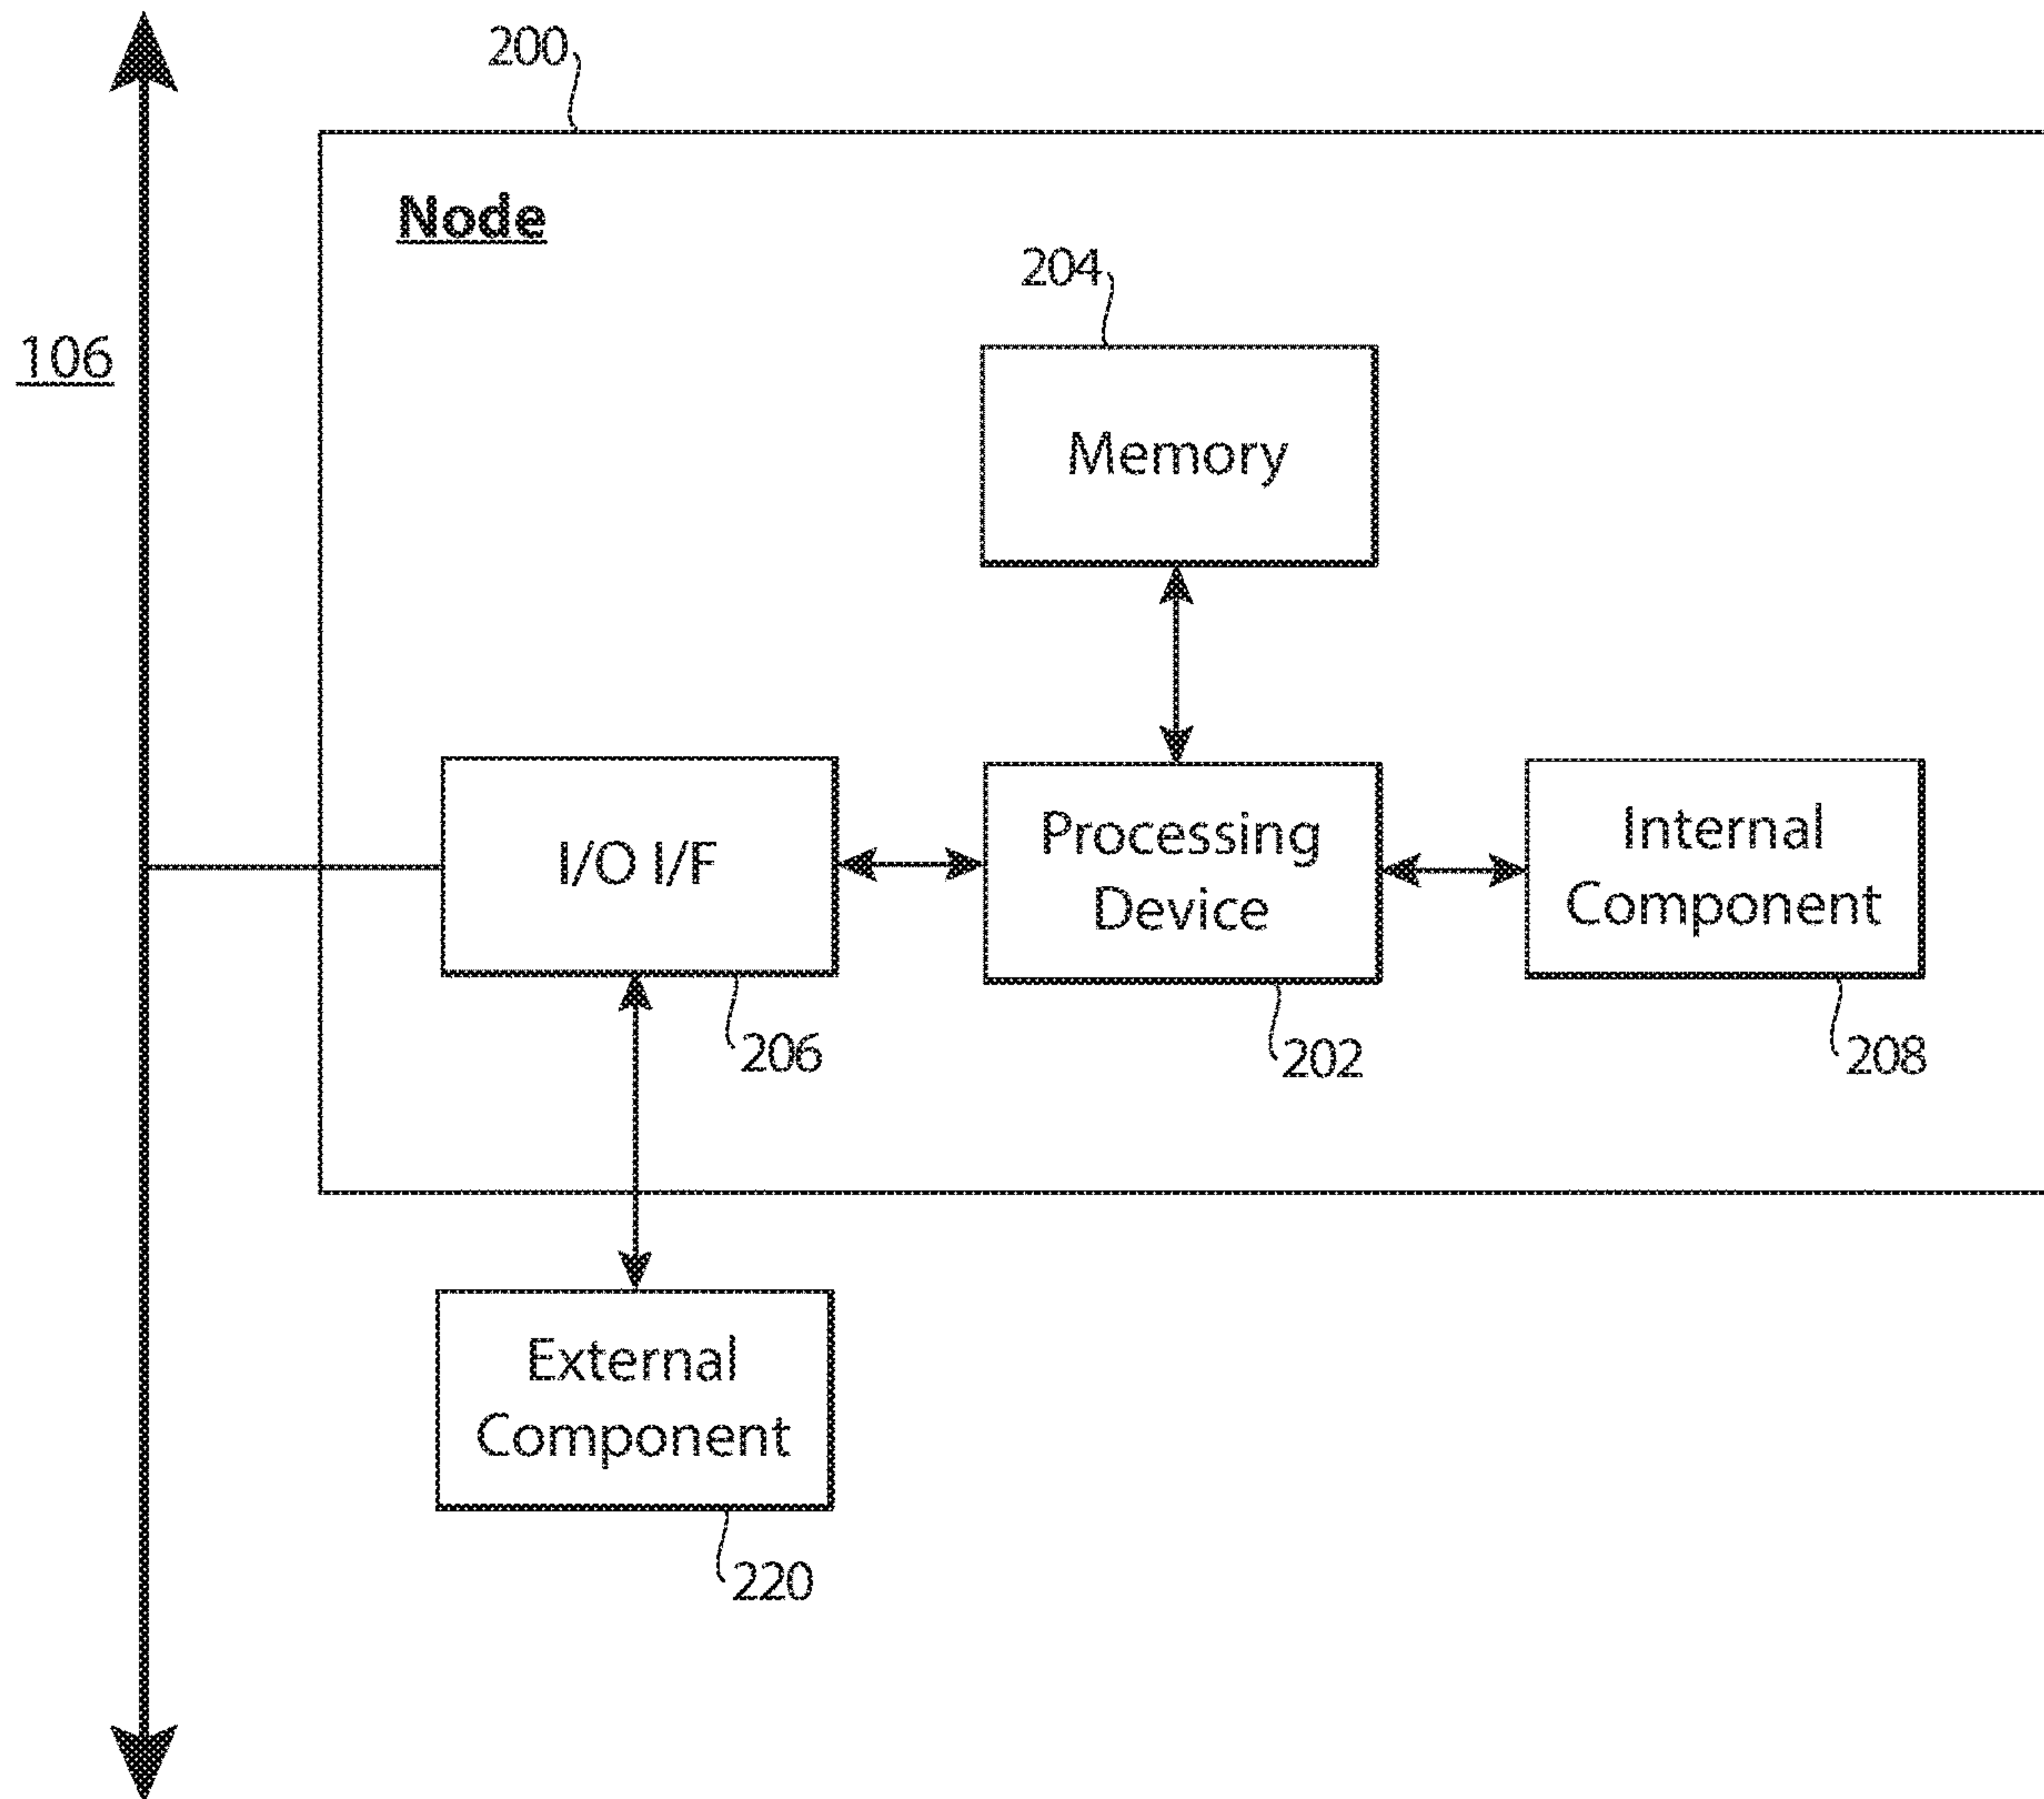 200
Node
204
106
Memory
I/O I/F
Processing
Device
Internal
Component
206
202
208
External
Component
220